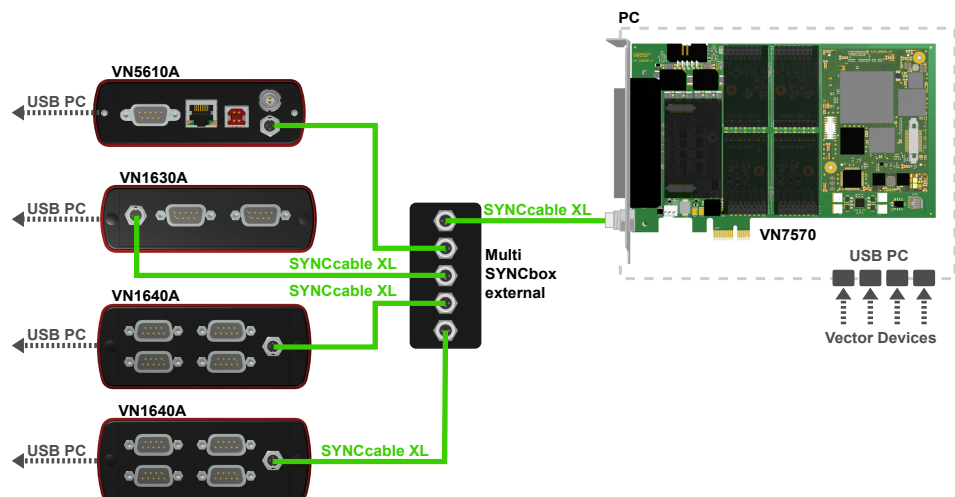 PC
VN5610A
USB PC
VN1630A
USB PC
SYNCcable XL
VN7570
Multi
SYNCbox
external
USB PC
SYNCcable XL
SYNCcable XL
VN1640A
USB PC
Vector Devices
VN1640A
SYNCcable XL
USB PC